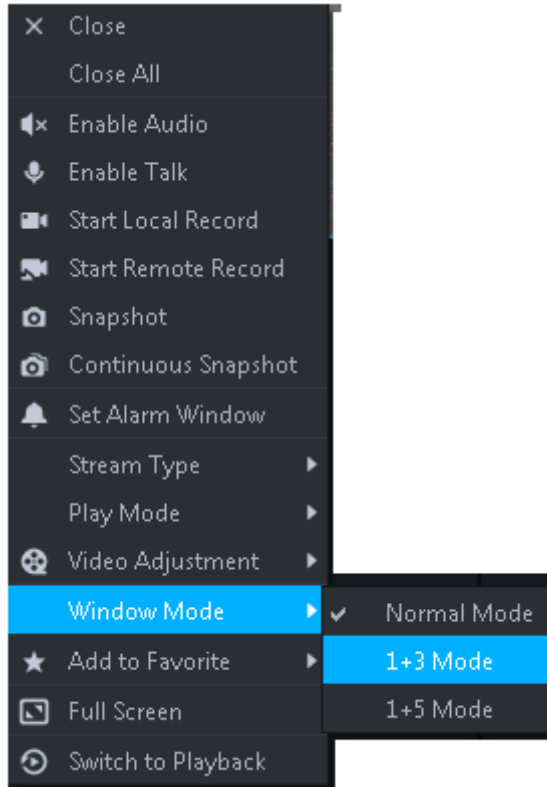 Close
Close All
Enable Audio
Enable Talk
Start Local Record
Start Remote Record
Snapshot
Continuous Snapshot
Set Alarm Window
Stream Type
Play Mode
Video Adjustment
Window Mode
Normal Mode
Add to Favorite
1+3 Mode
Full Screen
1+5 Mode
Switch to Playback